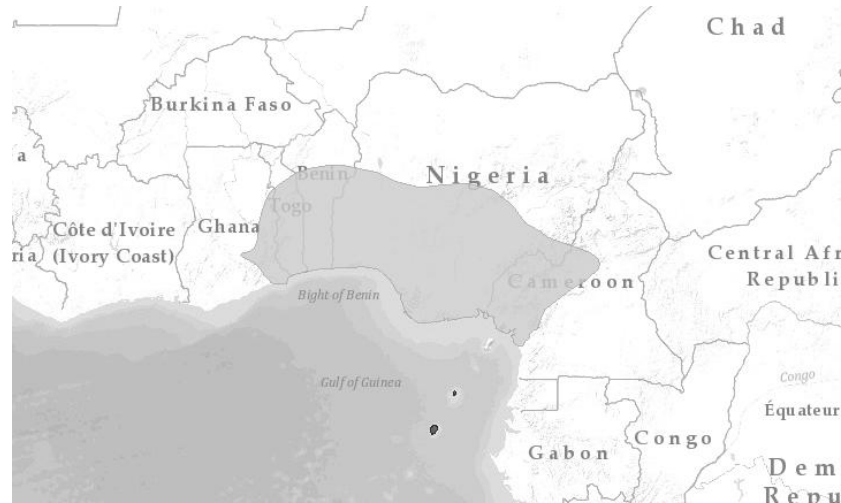 Chad
Burkina Faso
a
Benin
Nigeria
Togo
Ghana
Côte d'Ivoire
(Ivory Coast)
ria
Central Afr
Republi
Cameroon
Bight of Benin
Gulf of Guinea
Congo
Équateur
Gabon
Congo
Dem
Repu